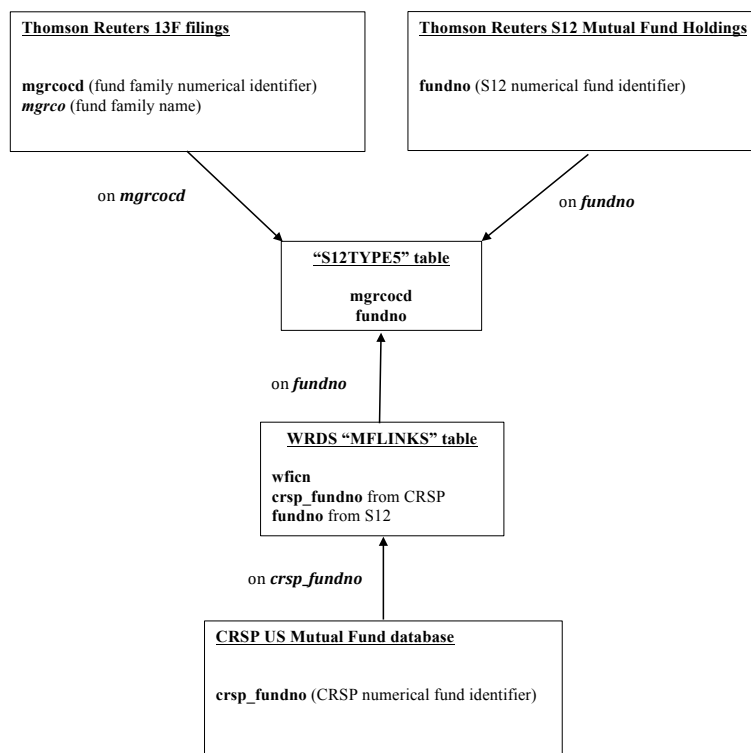 Thomson Reuters 13F filings
mgrcocd (fund family numerical identifier)
mgrco (fund family name)
Thomson Reuters S12 Mutual Fund Holdings
fundno (S12 numerical fund identifier)
on mgrcocd
on fundno
“S12TYPE5” table
mgrcocd
fundno
on fundno
WRDS “MFLINKS” table
wficn
crsp_fundno from CRSP
fundno from S12
on crsp_fundno
CRSP US Mutual Fund database
crsp_fundno (CRSP numerical fund identifier)